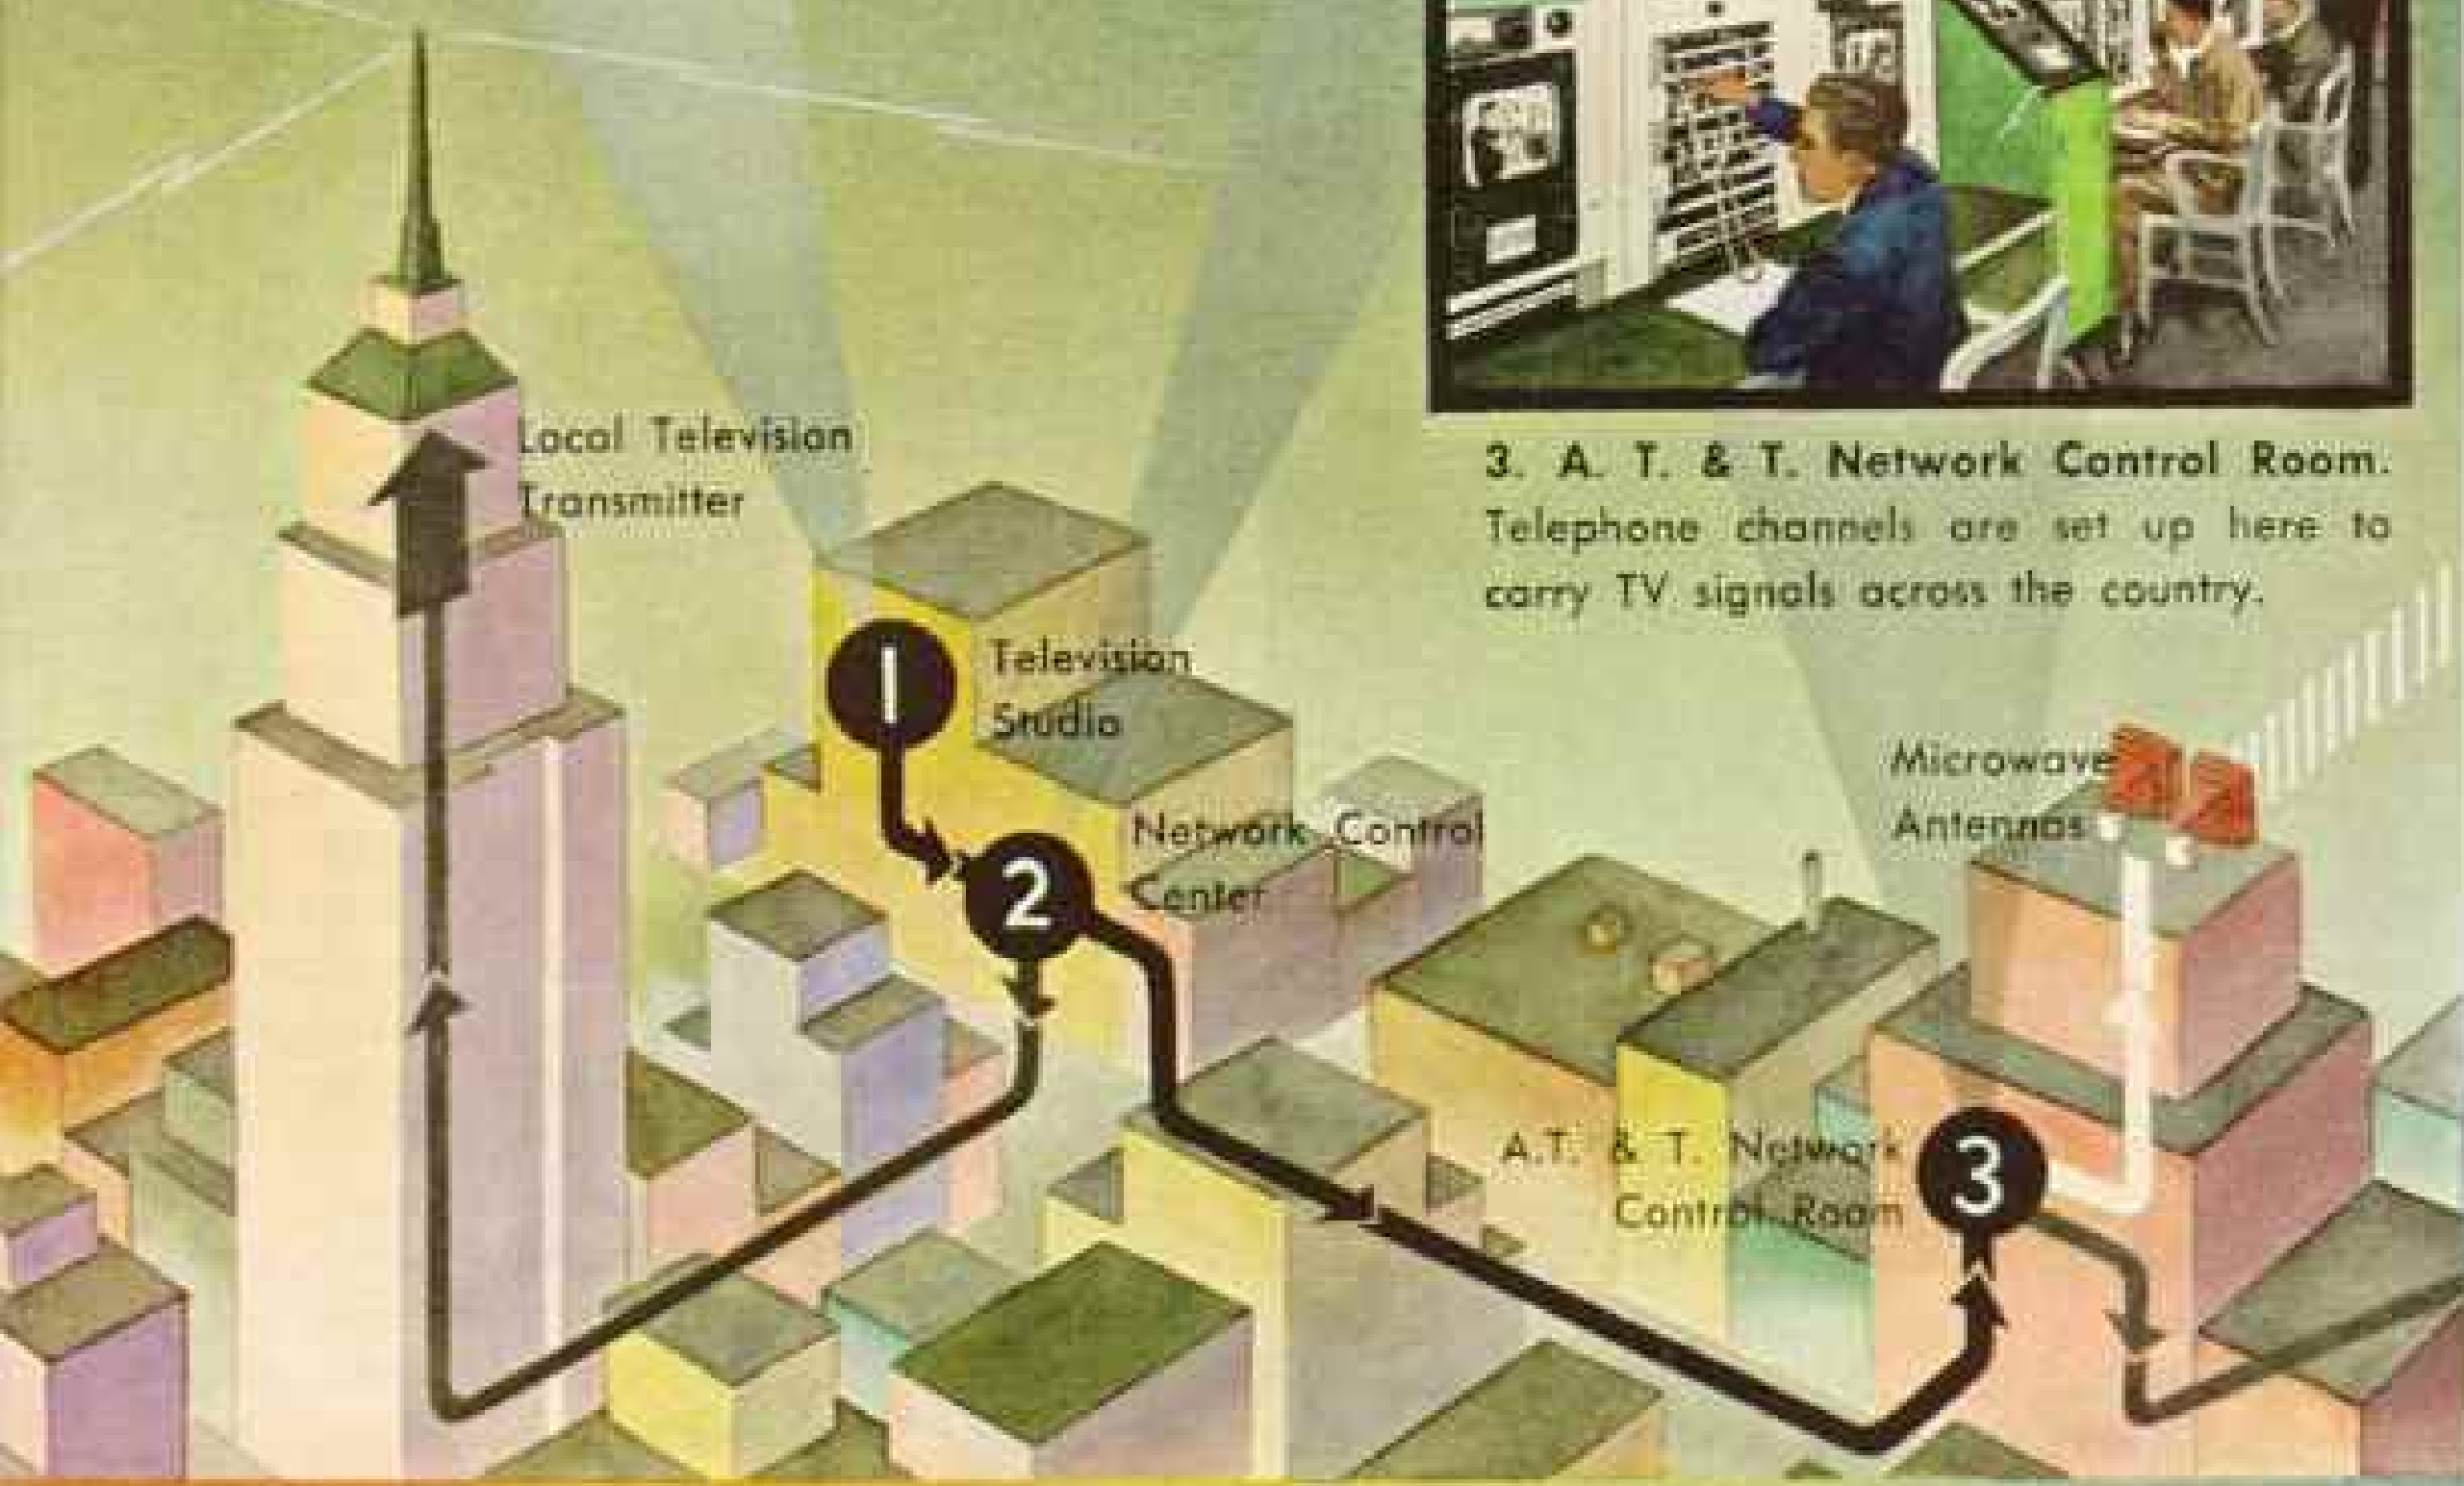 Local Television
Transmitter
3. A. T. & T. Network Control Room.
Telephone channels are set up here to
carry TV signals across the country.
1
Television
Studio
Microwave
Antennas
2
Network Control
Center
A.T. & T. Network
Control Room
3